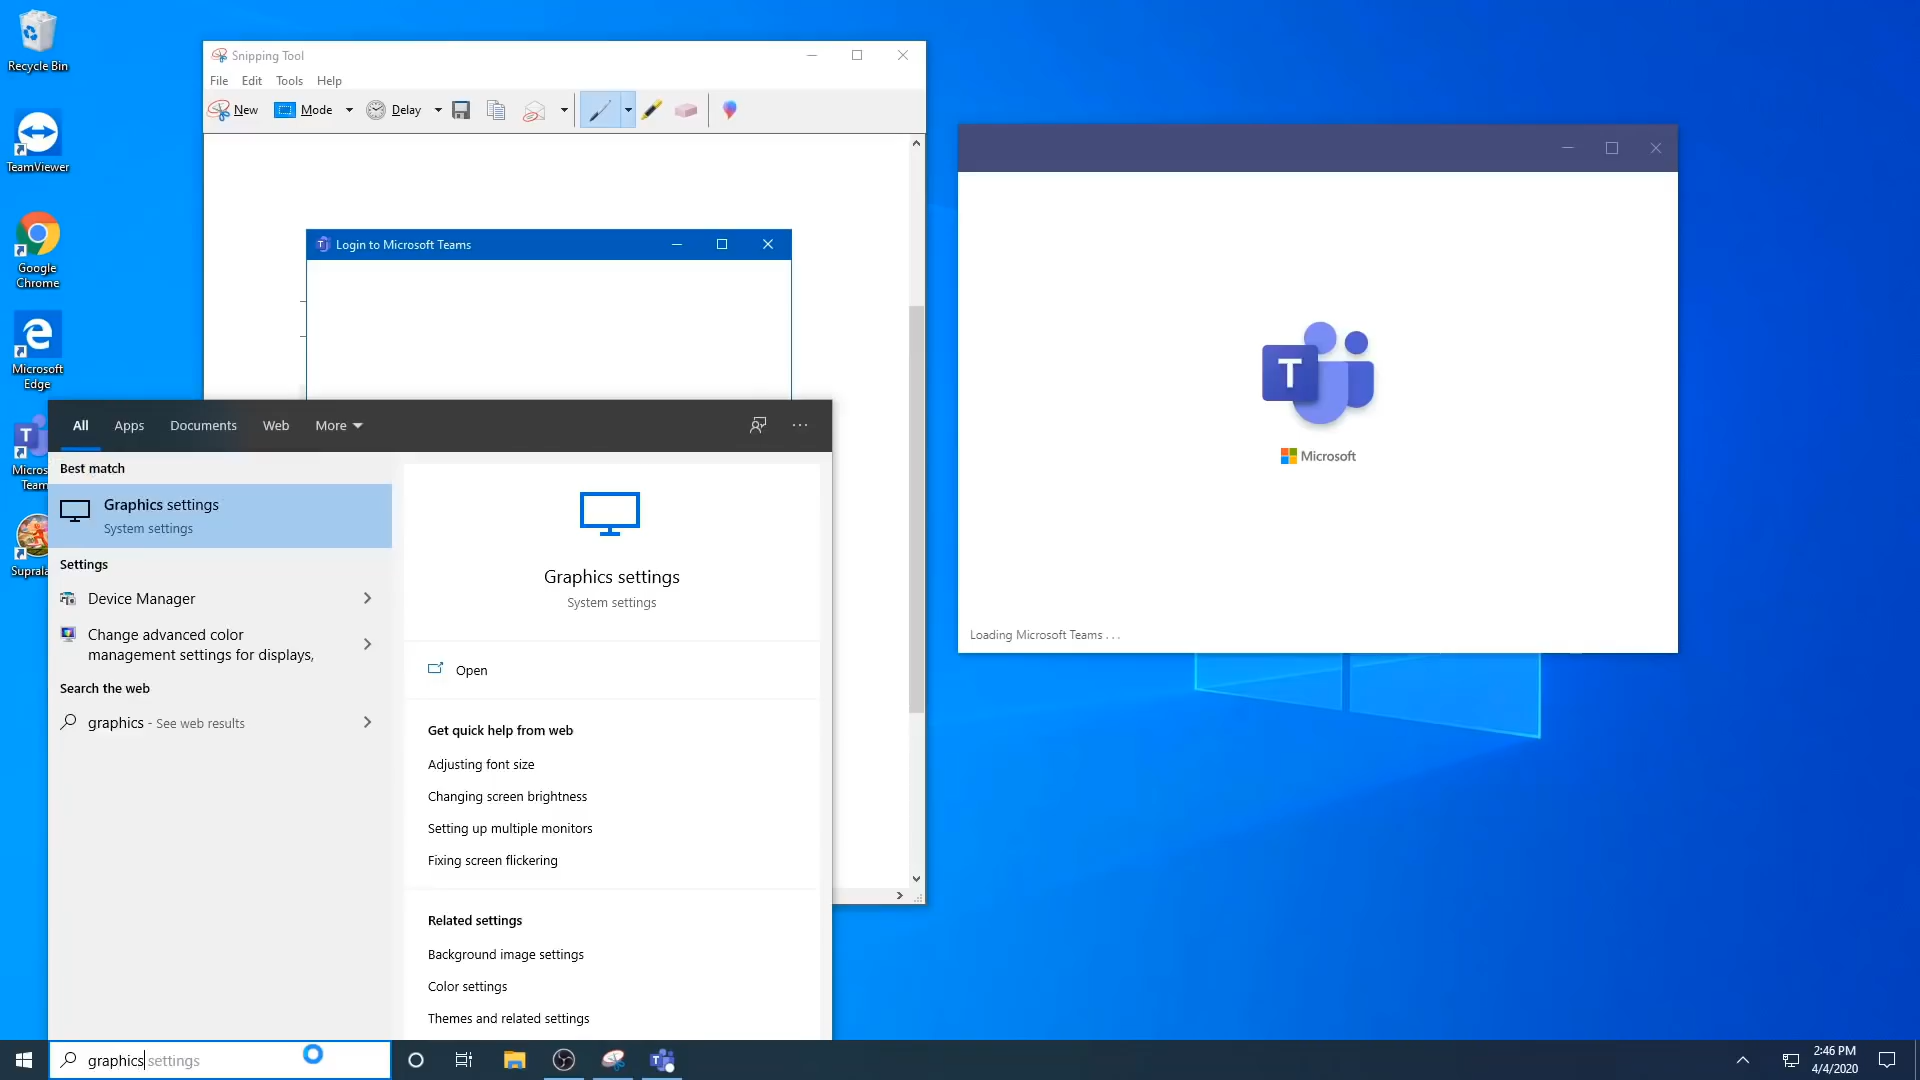 Recycle Bin
TeamViewer
Google
Chrome
Microsoft
Edge
Micros
Team
Suprala
Snipping Tool
File Edit Tools Help
New Mode Delay
Login to Microsoft Teams
T
Microsoft
Loading Microsoft Teams . . .
All Apps Documents Web More
Best match
Graphics settings
System settings
Settings
Device Manager
Change advanced color
management settings for displays,
Search the web
graphics - See web results
Graphics settings
System settings
Open
Get quick help from web
Adjusting font size
Changing screen brightness
Setting up multiple monitors
Fixing screen flickering
Related settings
Background image settings
Color settings
Themes and related settings
graphics settings
2:46 PM
4/4/2020